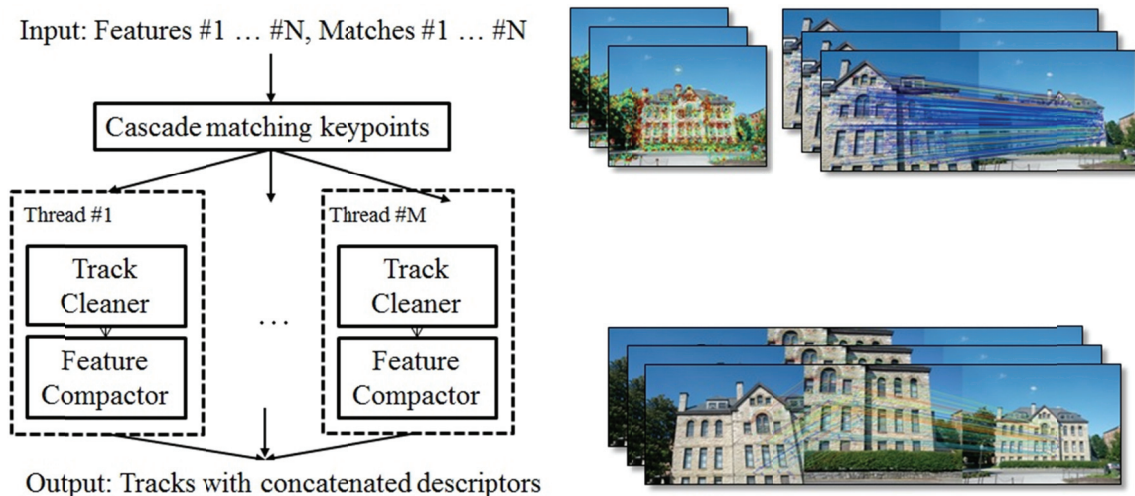 Input: Features #1 … #N, Matches #1 … #N
Cascade matching keypoints
Thread #1
Thread #M
Track
Cleaner
Track
Cleaner
…
Feature
Compactor
Feature
Compactor
Output: Tracks with concatenated descriptors